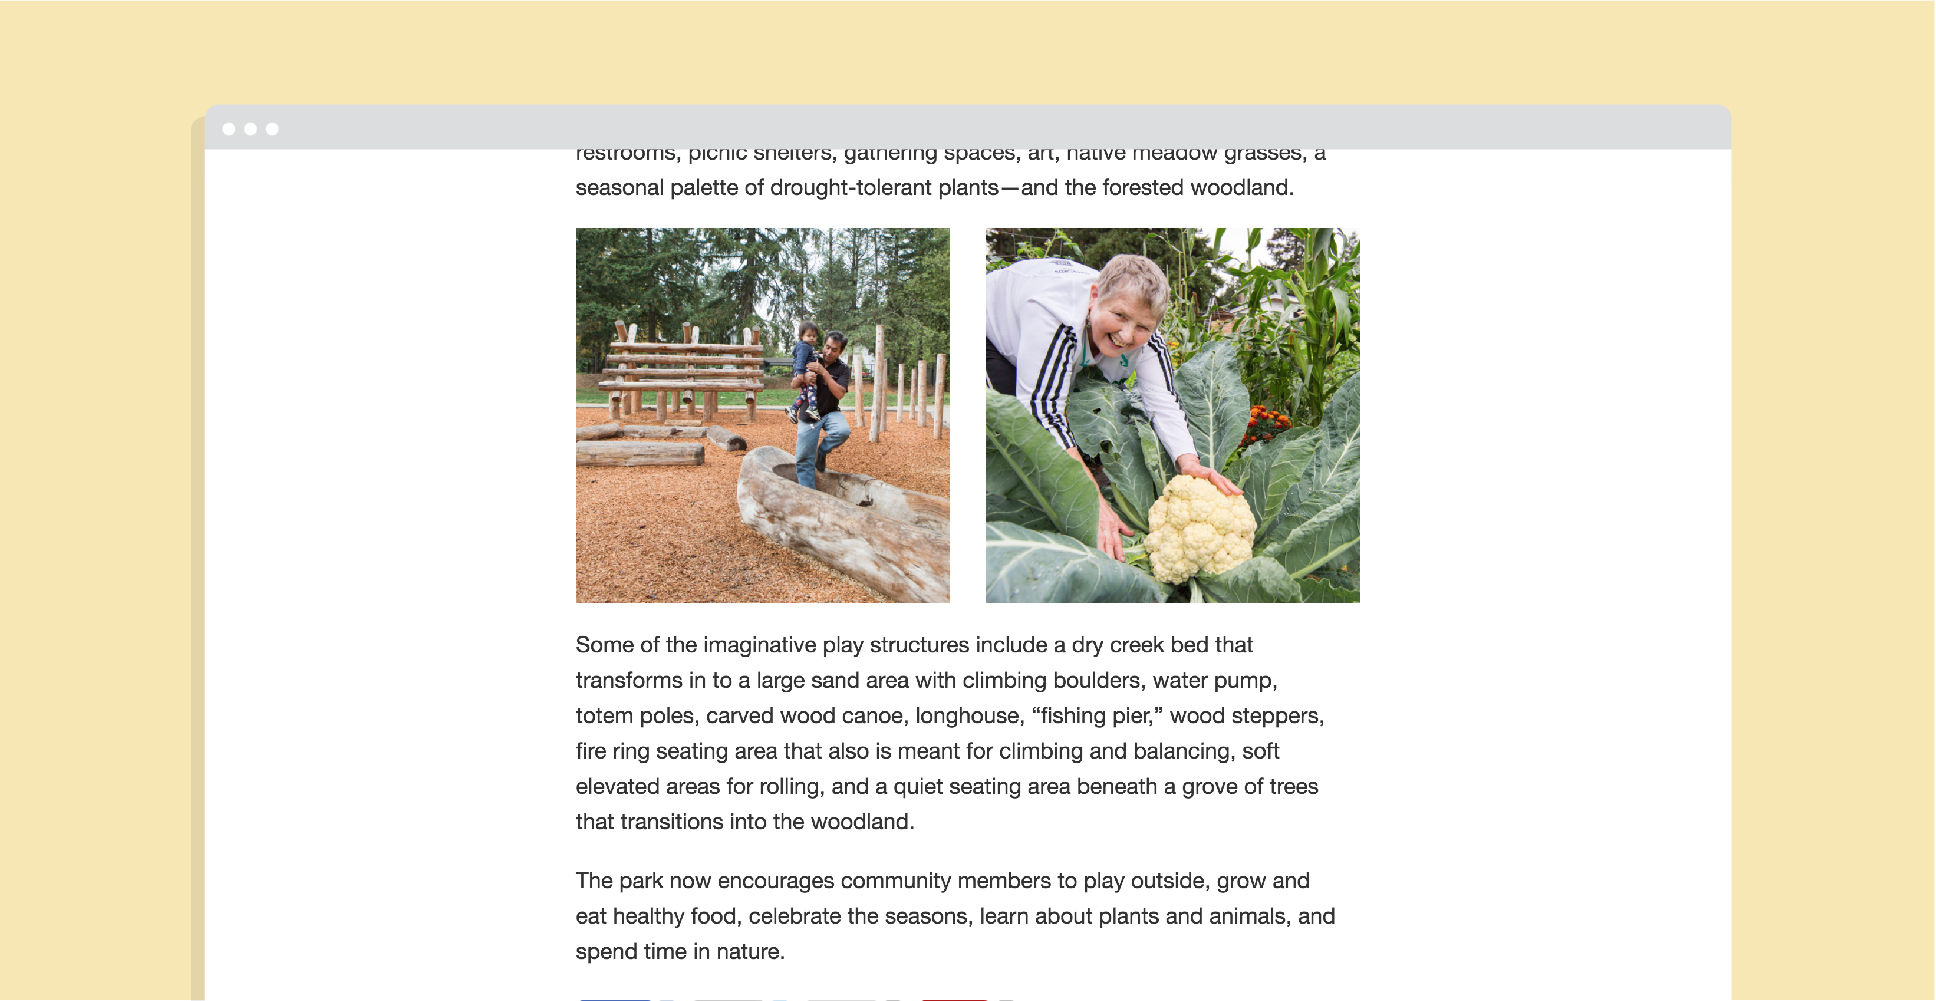 restrooms, picnic shelters, gathering spaces, art, native meadow grasses, a
seasonal palette of drought-tolerant plants—and the forested woodland.
Some of the imaginative play structures include a dry creek bed that
transforms in to a large sand area with climbing boulders, water pump,
totem poles, carved wood canoe, longhouse, “fishing pier,” wood steppers,
fire ring seating area that also is meant for climbing and balancing, soft
elevated areas for rolling, and a quiet seating area beneath a grove of trees
that transitions into the woodland.
The park now encourages community members to play outside, grow and
eat healthy food, celebrate the seasons, learn about plants and animals, and
spend time in nature.